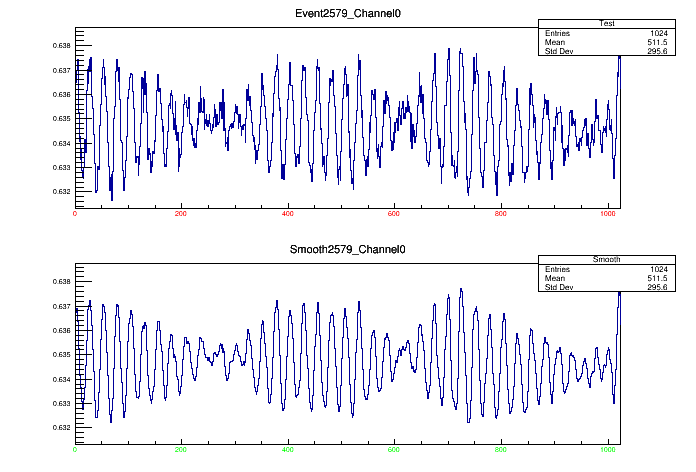 Event2579_Channel0
Test
Entries 1024
Mean 511.5
Std Dev 295.6
0.638
0.637
0.636
0.635
0.634
0.633
0.632
0 200 400 600 800 1000
Smooth2579_Channel0
Smooth
Entries 1024
Mean 511.5
Std Dev 295.6
0.638
0.637
0.636
0.635
0.634
0.633
0.632
0 200 400 600 800 1000